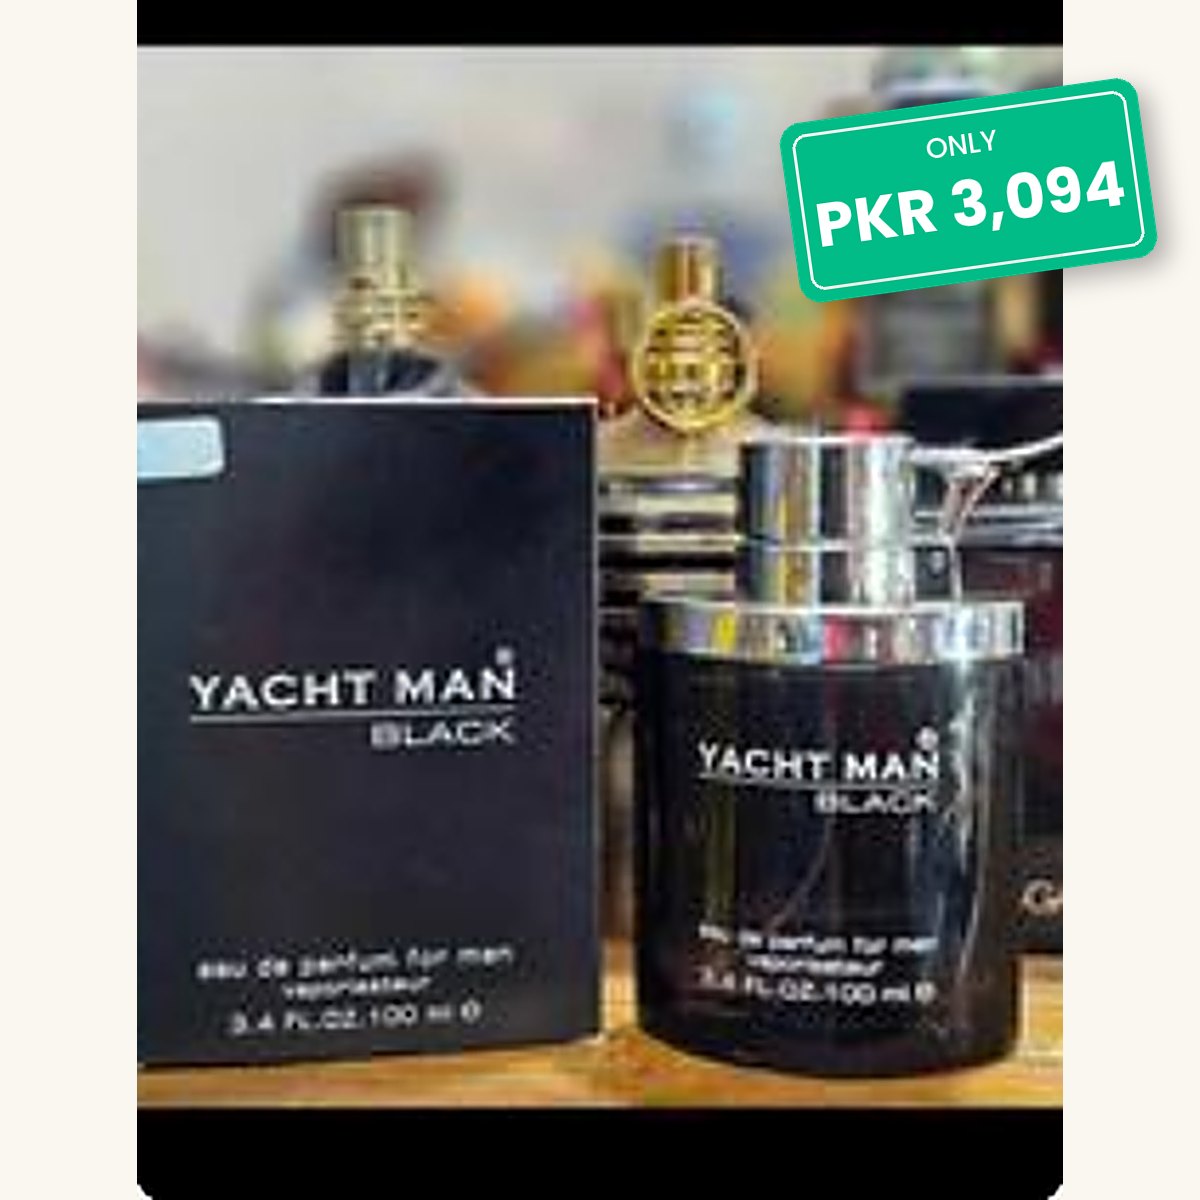 ONLY
PKR 3,094
YACHT MAN®
BLACK
eau de parfum for men
vaporisateur
3.4 FL.OZ.100 ml e
YACHT MAN®
BLACK
eau de parfum for men
vaporisateur
3.4 FL.OZ.100 ml e